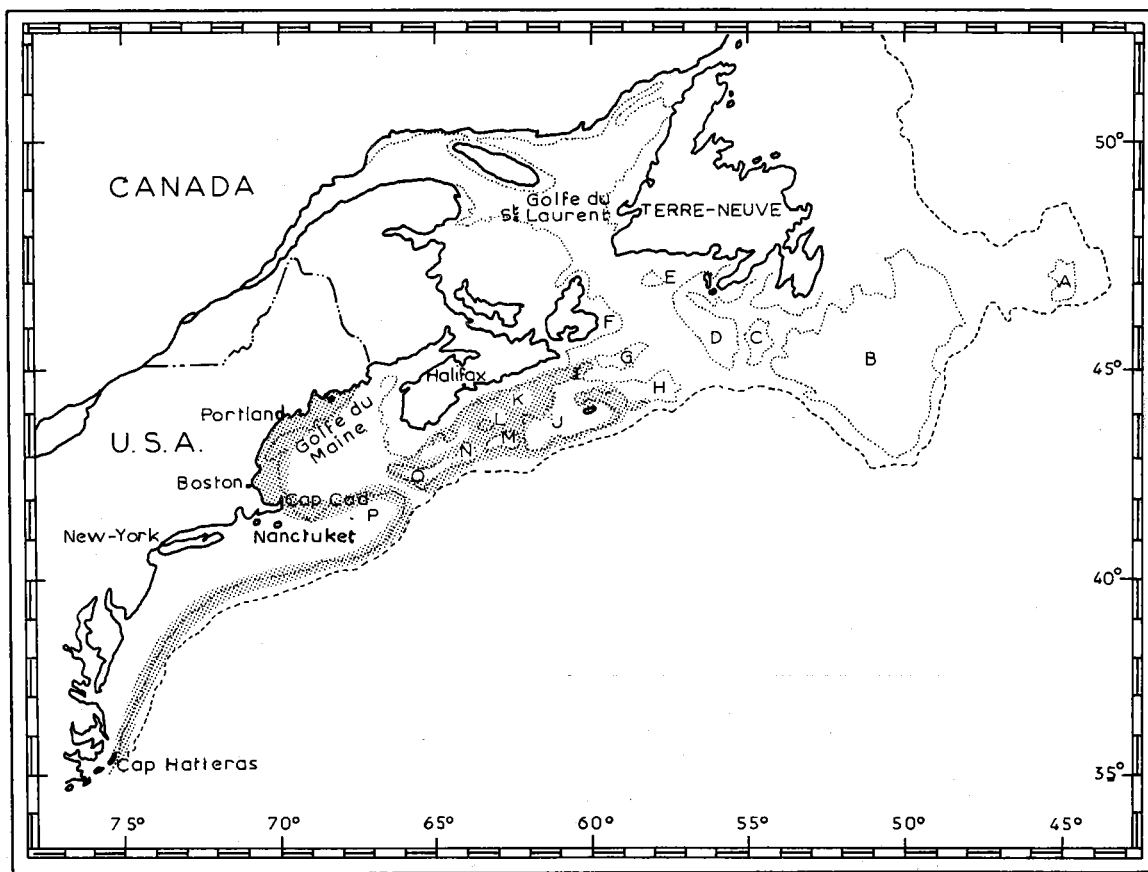 CANADA
Golfe du
St Laurent
TERRE-NEUVE
50°
A
E
F
D
C
B
G
45°
Halifax
H
I
K
J
Portland
Golfe du
Maine
L
M
N
U.S.A.
Boston
O
Cap Cod
P
New-York
Nanctuket
40°
Cap Hatteras
35°
75°
70°
65°
60°
55°
50°
45°